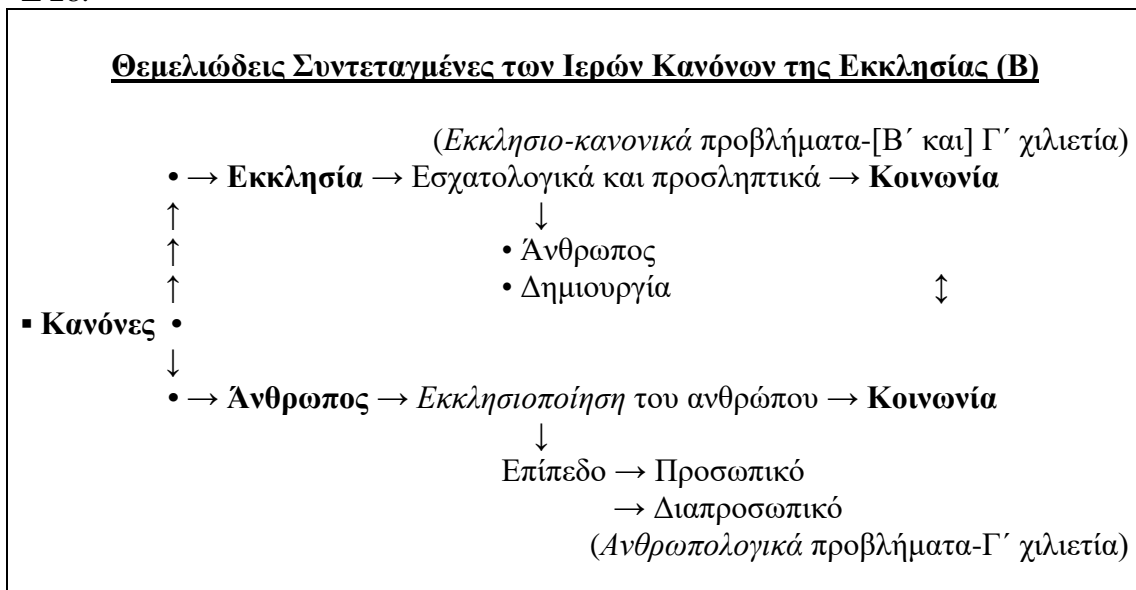 Θεμελιώδεις Συντεταγμένες των Ιερών Κανόνων της Εκκλησίας (Β)
(Εκκλησιο-κανονικά προβλήματα-[Β΄ και] Γ΄ χιλιετία)
• → Εκκλησία → Εσχατολογικά και προσληπτικά → Κοινωνία
↑ ↓
↑ • Άνθρωπος
↑ • Δημιουργία ↕
▪ Κανόνες •
↓
• → Άνθρωπος → Εκκλησιοποίηση του ανθρώπου → Κοινωνία
↓
Επίπεδο → Προσωπικό
→ Διαπροσωπικό
(Ανθρωπολογικά προβλήματα-Γ΄ χιλιετία)